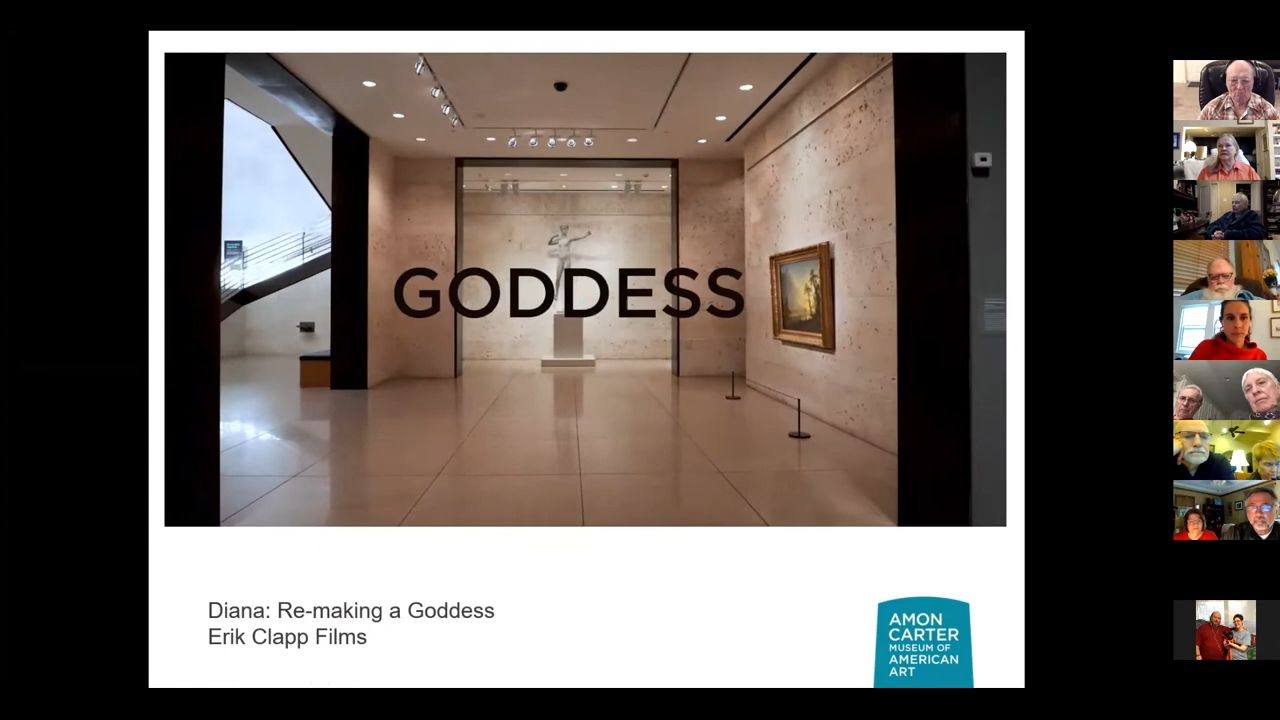 GODDESS
Diana: Re-making a Goddess
Erik Clapp Films
AMON
CARTER
MUSEUM OF
AMERICAN
ART